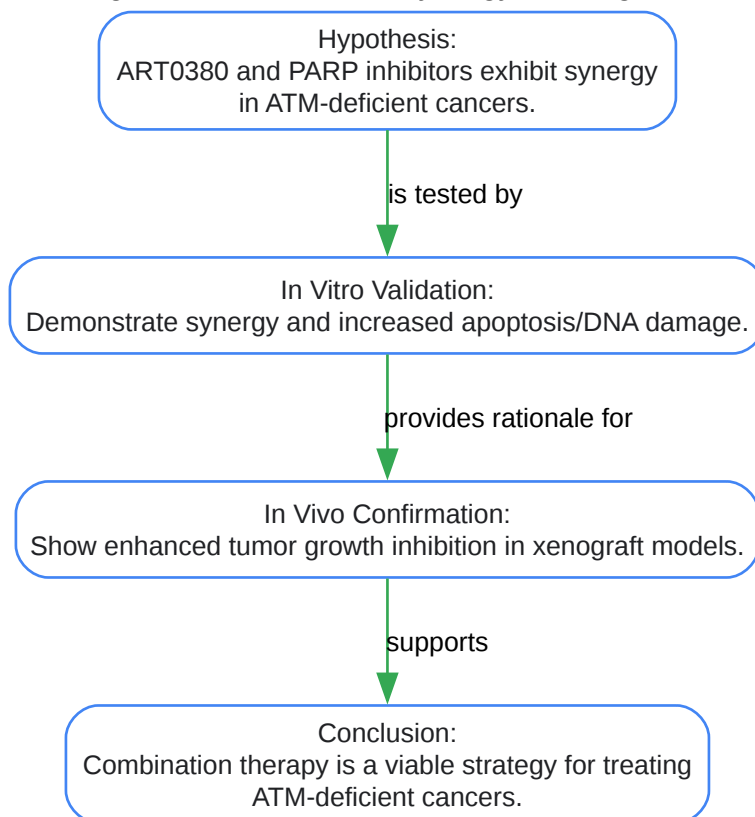 Hypothesis:
ART0380 and PARP inhibitors exhibit synergy
in ATM-deficient cancers.
is tested by
In Vitro Validation:
Demonstrate synergy and increased apoptosis/DNA damage.
provides rationale for
In Vivo Confirmation:
Show enhanced tumor growth inhibition in xenograft models.
supports
Conclusion:
Combination therapy is a viable strategy for treating
ATM-deficient cancers.